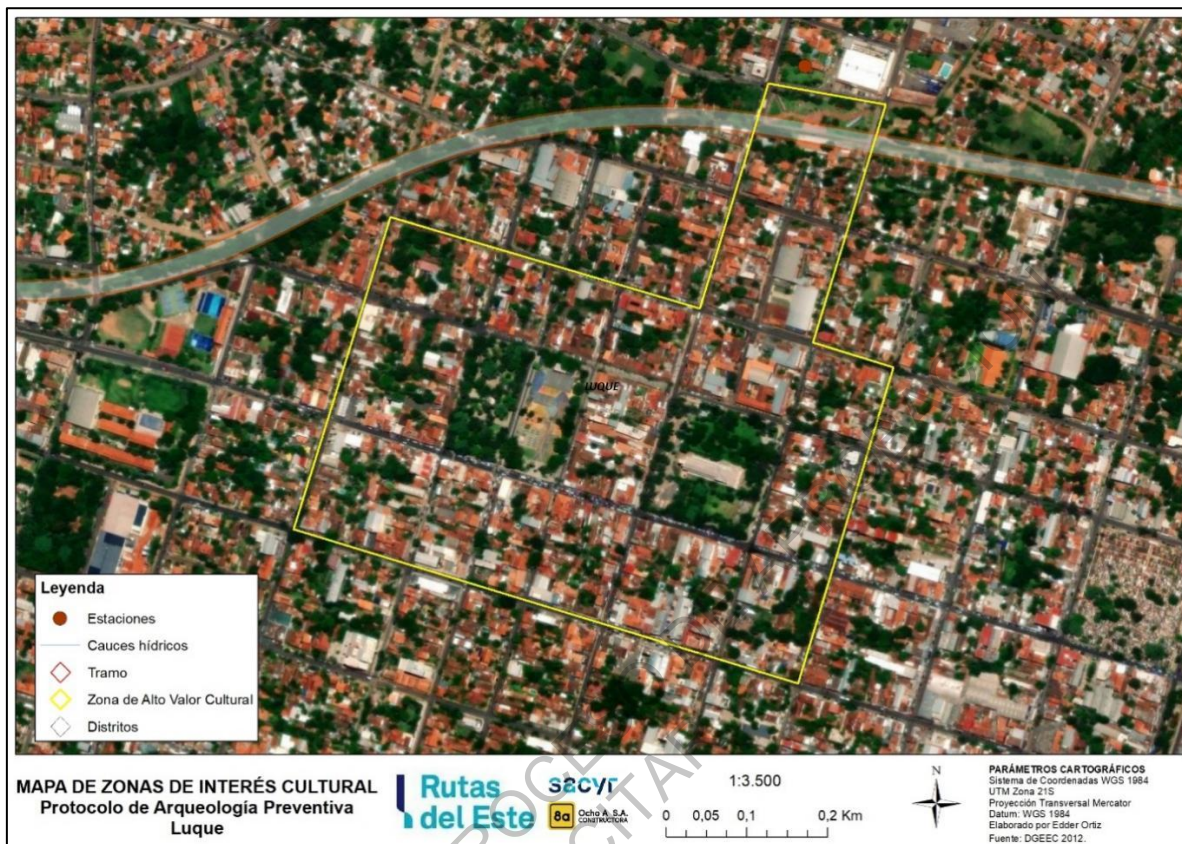 LUQUE
Leyenda
Estaciones
Cauces hídricos
Tramo
Zona de Alto Valor Cultural
Distritos
MAPA DE ZONAS DE INTERÉS CULTURAL
Protocolo de Arqueología Preventiva
Luque
Rutas
del Este
sacyr
8a Ocho A S.A.
CONSTRUCTORA
1:3.500
0 0,05 0,1 0,2 Km
N
PARÁMETROS CARTOGRÁFICOS
Sistema de Coordenadas WGS 1984
UTM Zona 21S
Proyección Transversal Mercator
Datum: WGS 1984
Elaborado por Edder Ortiz
Fuente: DGEEC 2012.